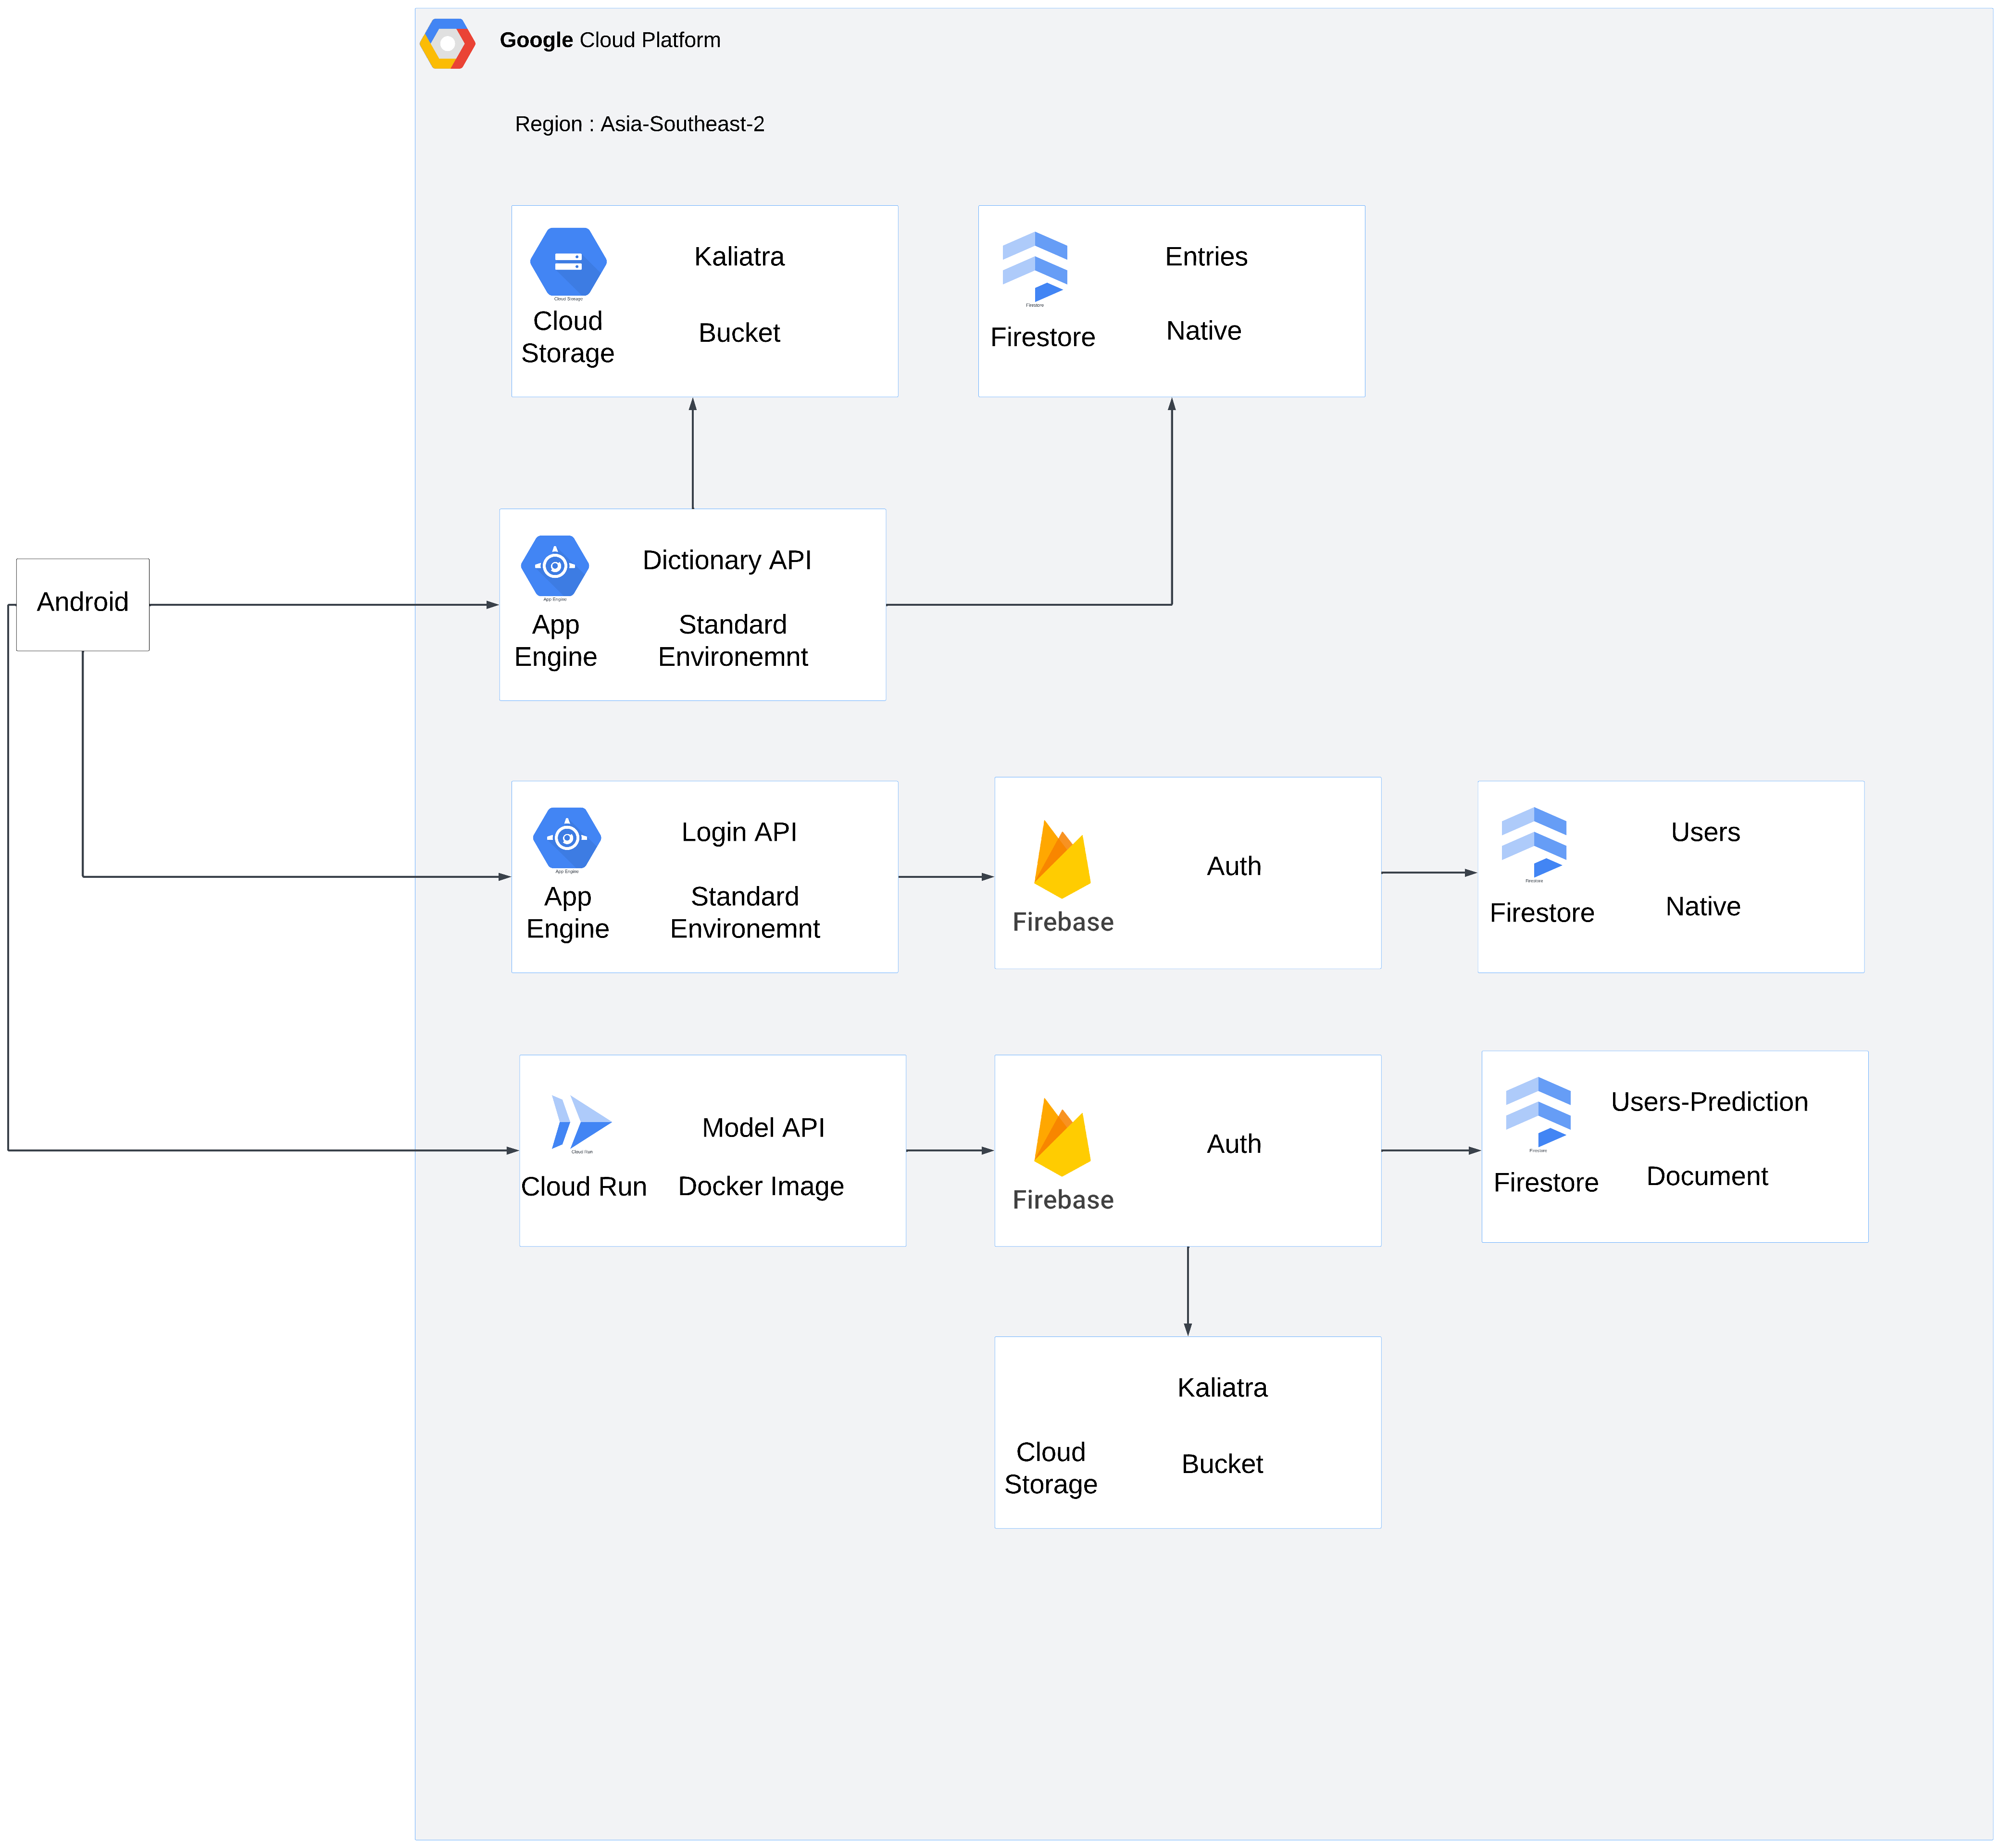 Google Cloud Platform
Region : Asia-Southeast-2
Cloud Storage
Cloud
Storage
Kaliatra
Bucket
Firestore
Firestore
Entries
Native
Android
App Engine
App
Engine
Dictionary API
Standard
Environemnt
App Engine
App
Engine
Login API
Standard
Environemnt
Firebase
Auth
Firestore
Firestore
Users
Native
Cloud Run
Cloud Run
Model API
Docker Image
Firebase
Auth
Firestore
Firestore
Users-Prediction
Document
Cloud
Storage
Kaliatra
Bucket